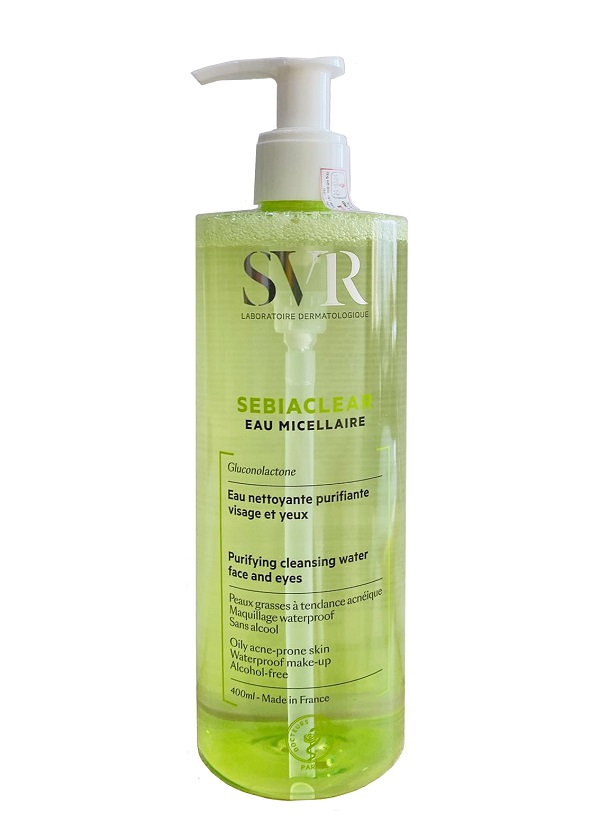 SVR
LABORATOIRE DERMATOLOGIQUE
SEBIACLEAR
EAU MICELLAIRE
Gluconolactone
Eau nettoyante purifiante
visage et yeux
Purifying cleansing water
face and eyes
Peaux grasses à tendance acnéique
Maquillage waterproof
Sans alcool
Oily acne-prone skin
Waterproof make-up
Alcohol-free
400ml - Made in France